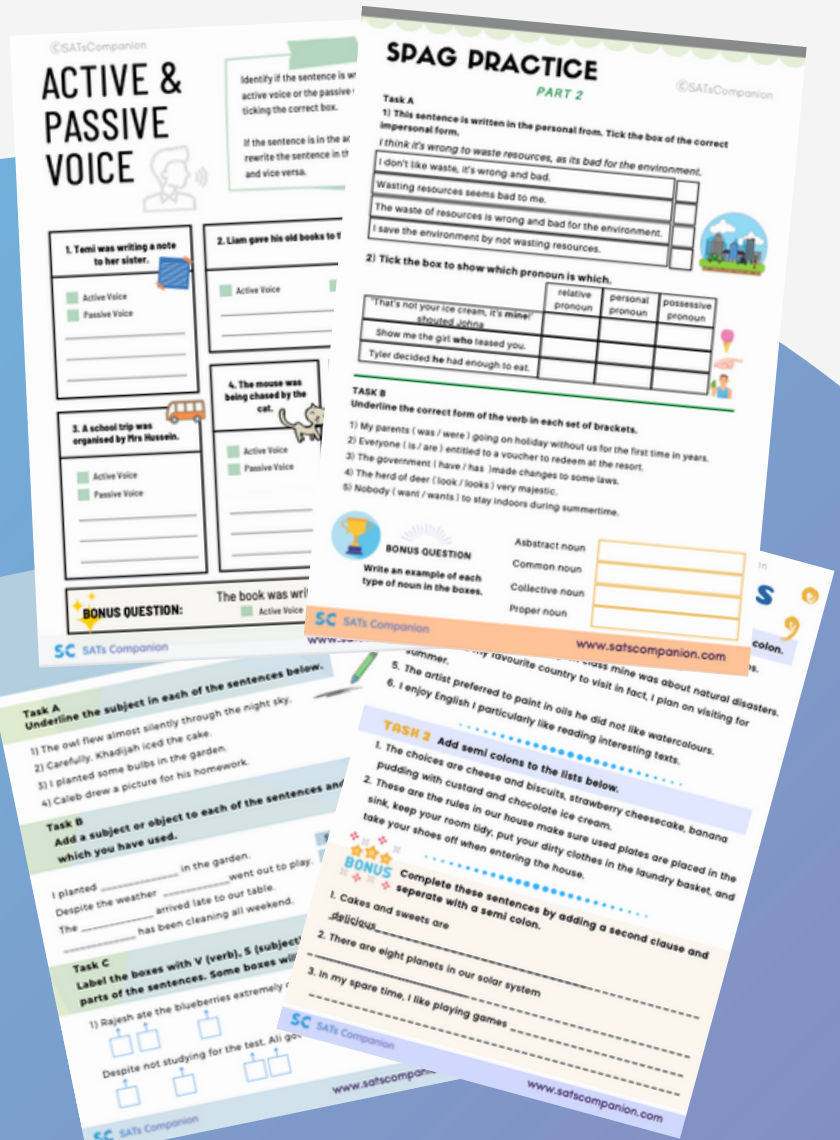 ©SATsCompanion
ACTIVE &
PASSIVE
VOICE
Identify if the sentence is
active voice or the passive
ticking the correct box.
If the sentence is in the
rewrite the sentence in
and vice versa.
1. Temi was writing a note
to her sister.
Active Voice
Passive Voice
2. Liam gave his old books to
Active Voice
3. A school trip was
organised by Mrs Hussein.
Active Voice
Passive Voice
4. The mouse was
being chased by the
cat.
Active Voice
Passive Voice
BONUS QUESTION:
The book was
Active Voice
SC SATs Companion
SPAG PRACTICE
PART 2
©SATsCompanion
Task A
1) This sentence is written in the personal from. Tick the box of the correct
impersonal form.
I think it's wrong to waste resources, as its bad for the environment.
I don't like waste, it's wrong and bad.
Wasting resources seems bad to me.
The waste of resources is wrong and bad for the environment.
I save the environment by not wasting resources.
2) Tick the box to show which pronoun is which.
relative
pronoun
personal
pronoun
possessive
pronoun
'That's not your ice cream, it's mine!'
shouted Johna
Show me the girl who teased you.
Tyler decided he had enough to eat.
TASK B
Underline the correct form of the verb in each set of brackets.
1) My parents ( was / were ) going on holiday without us for the first time in years.
2) Everyone ( is / are ) entitled to a voucher to redeem at the resort.
3) The government ( have / has )made changes to some laws.
4) The herd of deer ( look / looks ) very majestic.
5) Nobody ( want / wants ) to stay indoors during summertime.
BONUS QUESTION
Write an example of each
type of noun in the boxes.
Asbstract noun
Common noun
Collective noun
Proper noun
SC SATs Companion
www.satscompanion.com
Task A
Underline the subject in each of the sentences below.
1) The owl flew almost silently through the night sky.
2) Carefully, Khadijah iced the cake.
3) I planted some bulbs in the garden.
4) Caleb drew a picture for his homework.
Task B
Add a subject or object to each of the sentences and
which you have used.
I planted ______________ in the garden.
Despite the weather ____________went out to play.
The _____________ arrived late to our table.
_____________ has been cleaning all weekend.
Task C
Label the boxes with V (verb), S (subject)
parts of the sentences. Some boxes
1) Rajesh ate the blueberries extremely
Despite not studying for the test, Ali
SC SATs Companion
www.satscompanion
colon.
class mine was about natural disasters.
my favourite country to visit in fact, I plan on visiting for
summer.
5. The artist preferred to paint in oils he did not like watercolours.
6. I enjoy English I particularly like reading interesting texts.
TASK 2 Add semi colons to the lists below.
1. The choices are cheese and biscuits, strawberry cheesecake, banana
pudding with custard and chocolate ice cream.
2. These are the rules in our house make sure used plates are placed in the
sink, keep your room tidy, put your dirty clothes in the laundry basket, and
take your shoes off when entering the house.
BONUS
Complete these sentences by adding a second clause and
seperate with a semi colon.
1. Cakes and sweets are
delicious
2. There are eight planets in our solar system
3. In my spare time, I like playing games
SC SATs Companion
www.satscompanion.com